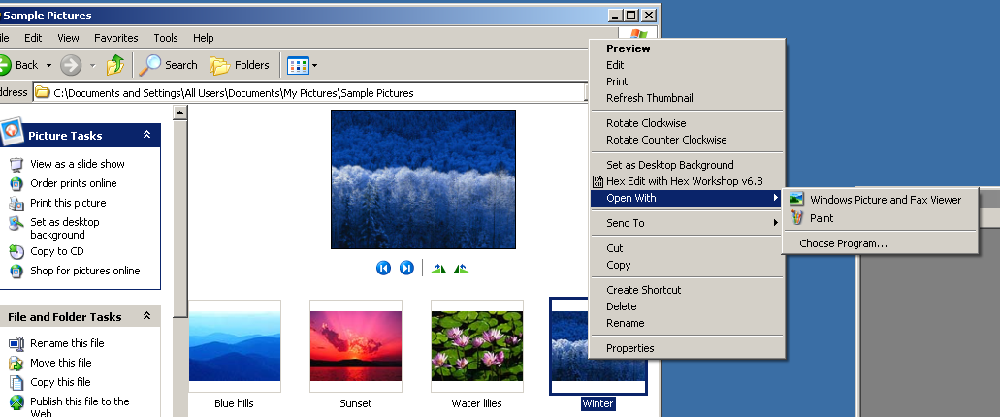 Sample Pictures
ile Edit View Favorites Tools Help
Back Search Folders
ddress C:\Documents and Settings\All Users\Documents\My Pictures\Sample Pictures
Picture Tasks
View as a slide show
Order prints online
Print this picture
Set as desktop
background
Copy to CD
Shop for pictures online
File and Folder Tasks
Rename this file
Move this file
Copy this file
Publish this file to the
Web
Blue hills Sunset Water lilies Winter
Preview
Edit
Print
Refresh Thumbnail
Rotate Clockwise
Rotate Counter Clockwise
Set as Desktop Background
Hex Edit with Hex Workshop v6.8
Open With
Send To
Cut
Copy
Create Shortcut
Delete
Rename
Properties
Windows Picture and Fax Viewer
Paint
Choose Program...